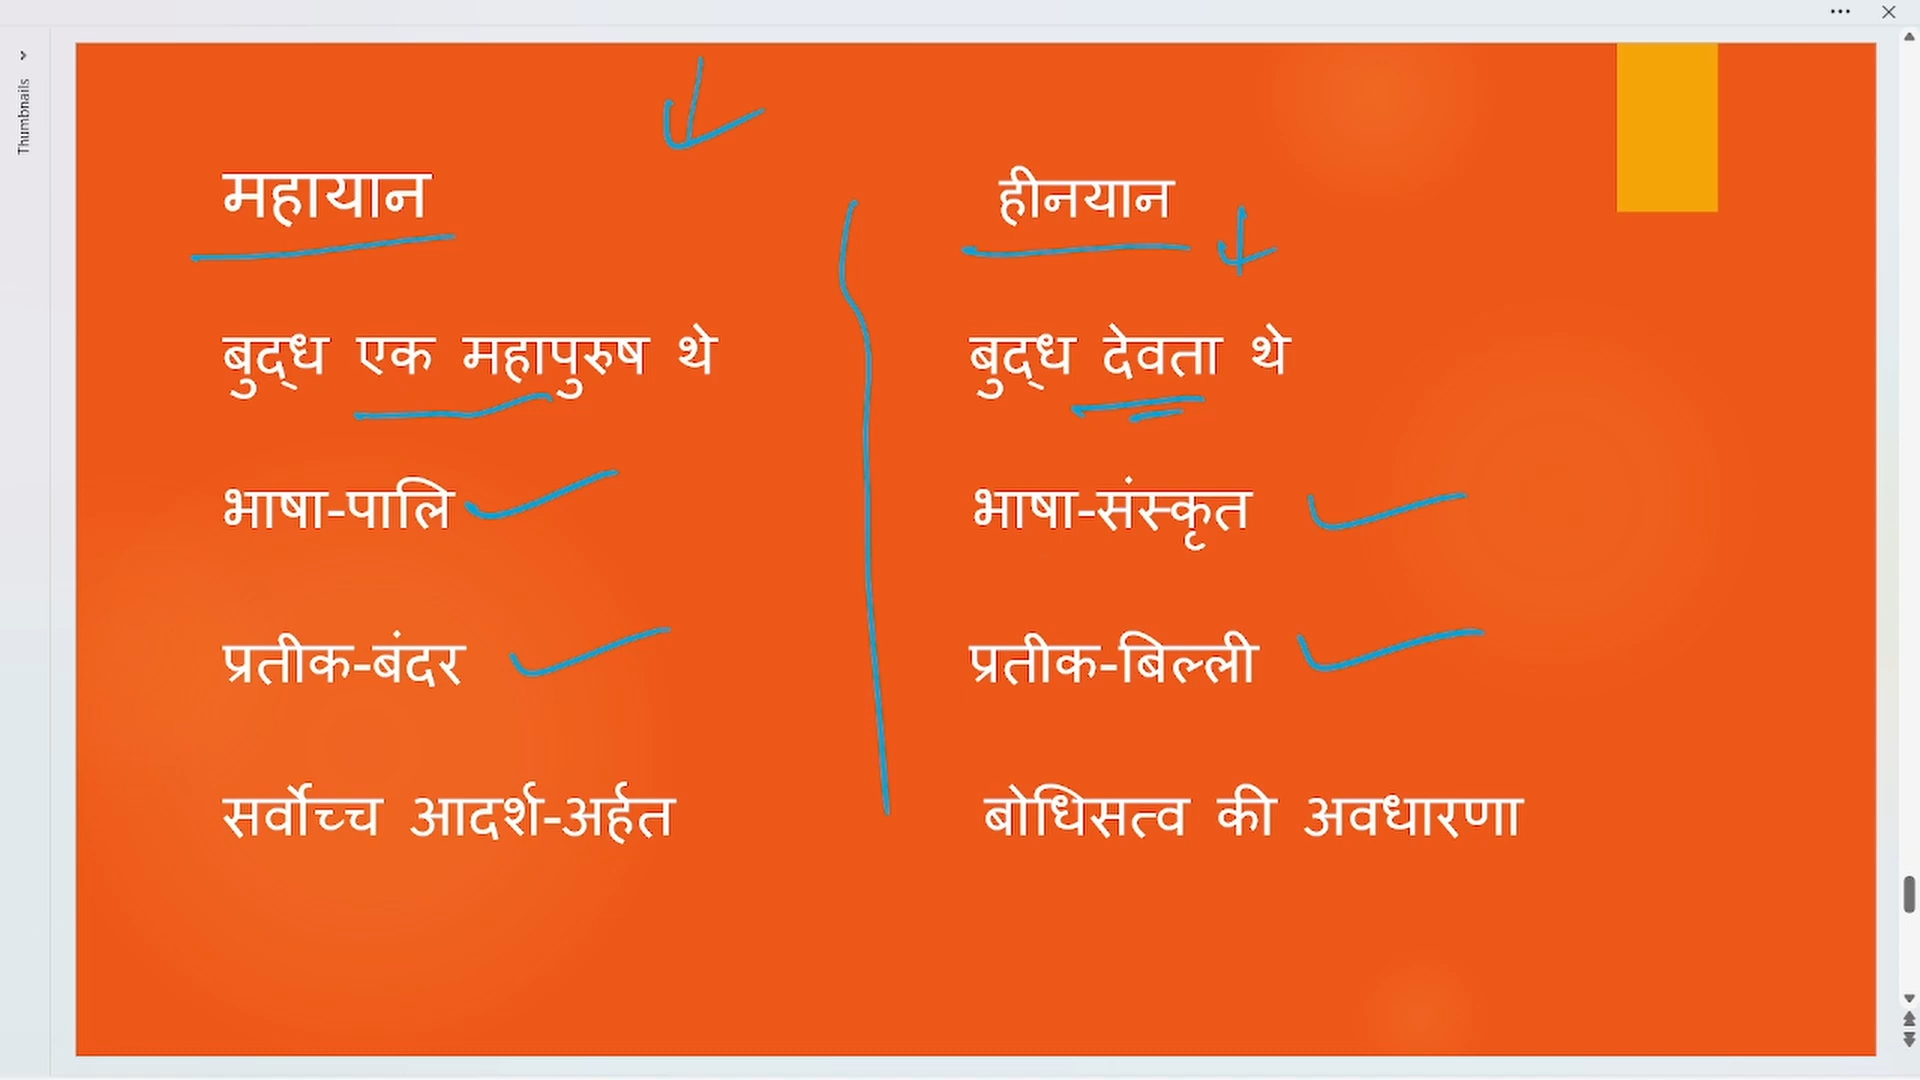 Thumbnails
महायान
हीनयान
बुद्ध एक महापुरुष थे
बुद्ध देवता थे
भाषा-पालि
भाषा-संस्कृत
प्रतीक-बंदर
प्रतीक-बिल्ली
सर्वोच्च आदर्श-अर्हत
बोधिसत्व की अवधारणा